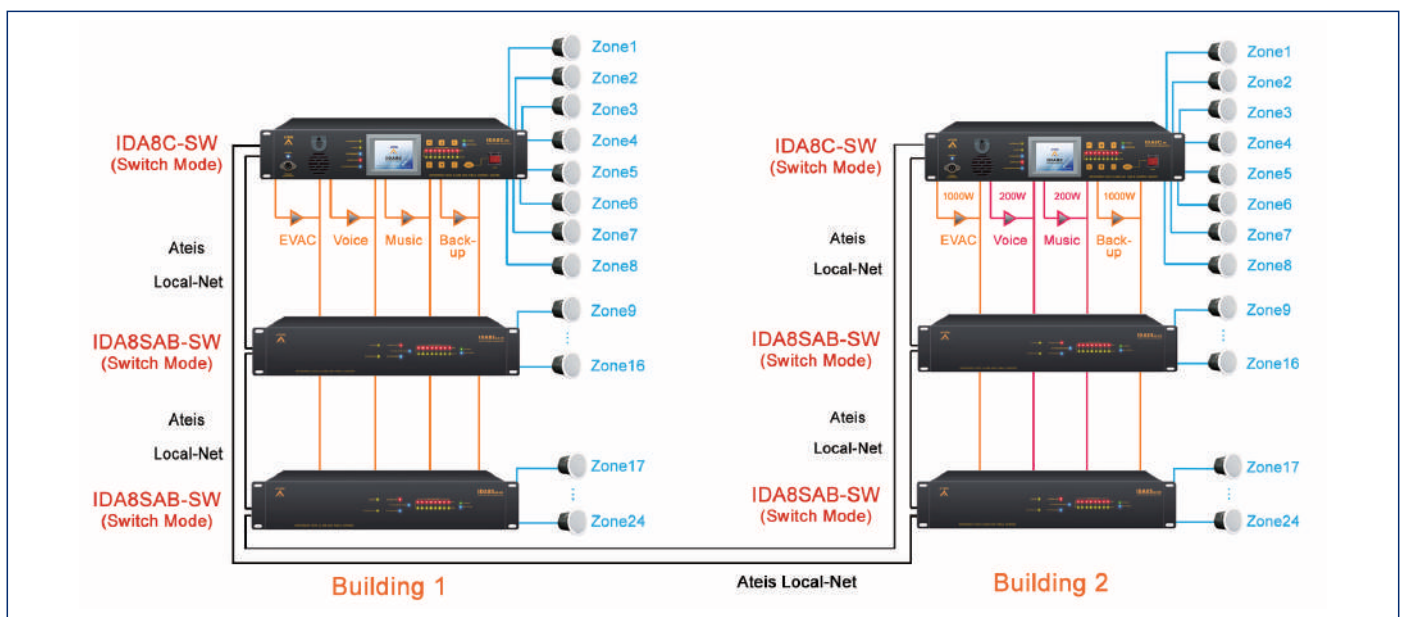 Zone1
Zone2
Zone3
IDA8C-SW
(Switch Mode)
Zone4
Zone5
Zone6
EVAC Voice Music Back-up
Zone7
Zone8
Ateis
Local-Net
Zone9
IDA8SAB-SW
(Switch Mode)
Zone16
Ateis
Local-Net
Zone17
IDA8SAB-SW
(Switch Mode)
Zone24
Building 1
Zone1
Zone2
Zone3
IDA8C-SW
(Switch Mode)
Zone4
Zone5
1000W 200W 200W 1000W
Zone6
EVAC Voice Music Back-up
Zone7
Zone8
Ateis
Local-Net
Zone9
IDA8SAB-SW
(Switch Mode)
Zone16
Ateis
Local-Net
Zone17
IDA8SAB-SW
(Switch Mode)
Zone24
Ateis Local-Net
Building 2